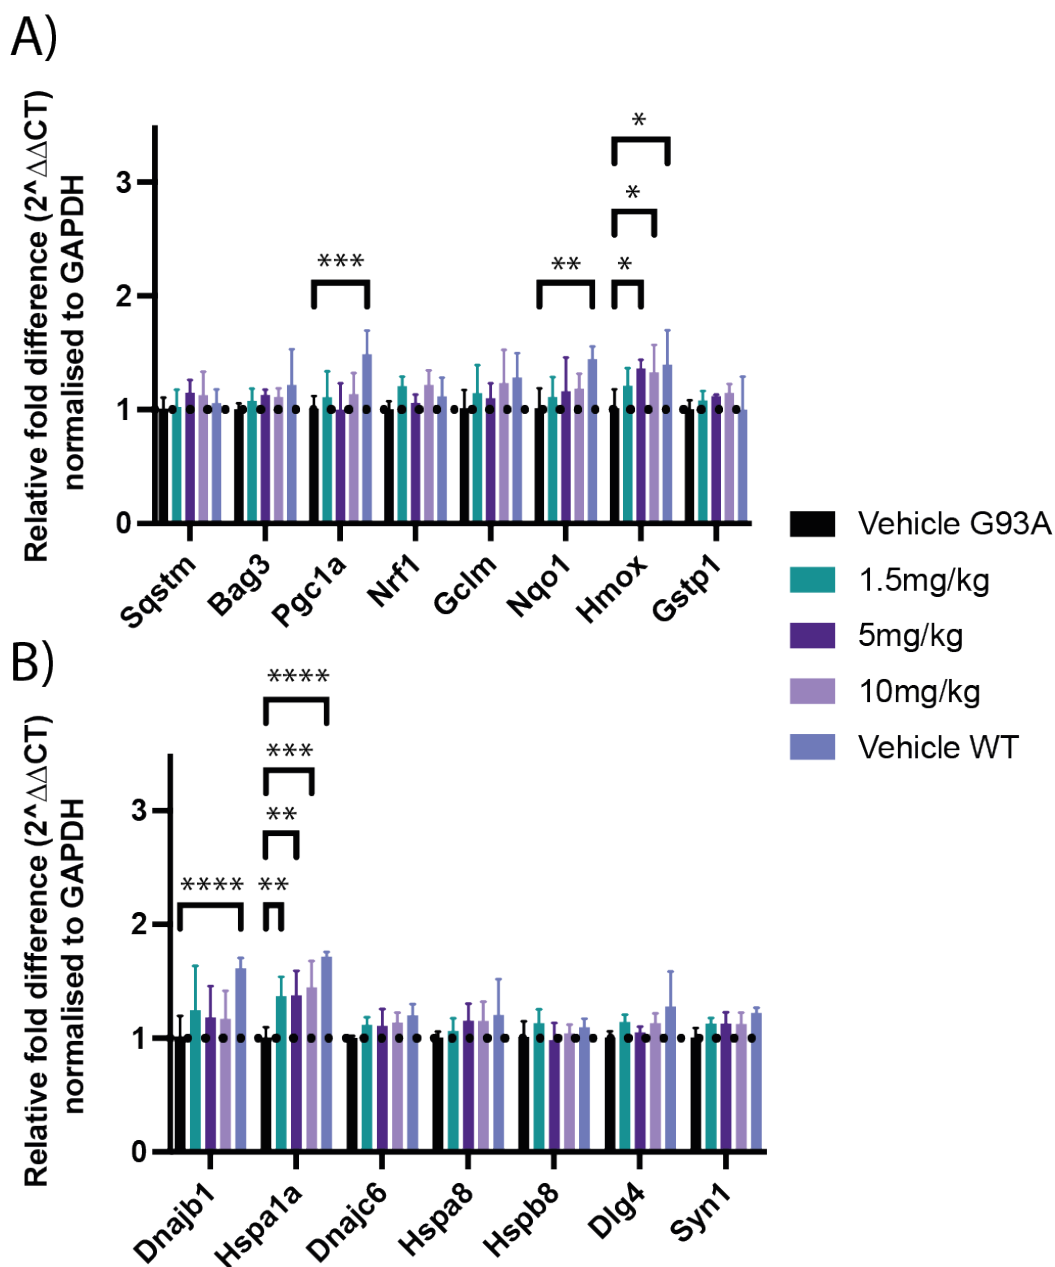 A)
Relative fold difference (2^ΔΔCT)
normalised to GAPDH
3
2
1
0
***
**
*
*
*
Sqstm
Bag3
Pgc1a
Nrf1
Gclm
Nqo1
Hmox
Gstp1
Vehicle G93A
1.5mg/kg
5mg/kg
10mg/kg
Vehicle WT
B)
Relative fold difference (2^ΔΔCT)
normalised to GAPDH
3
2
1
0
****
****
***
**
**
Dnajb1
Hspa1a
Dnajc6
Hspa8
Hspb8
Dlg4
Syn1